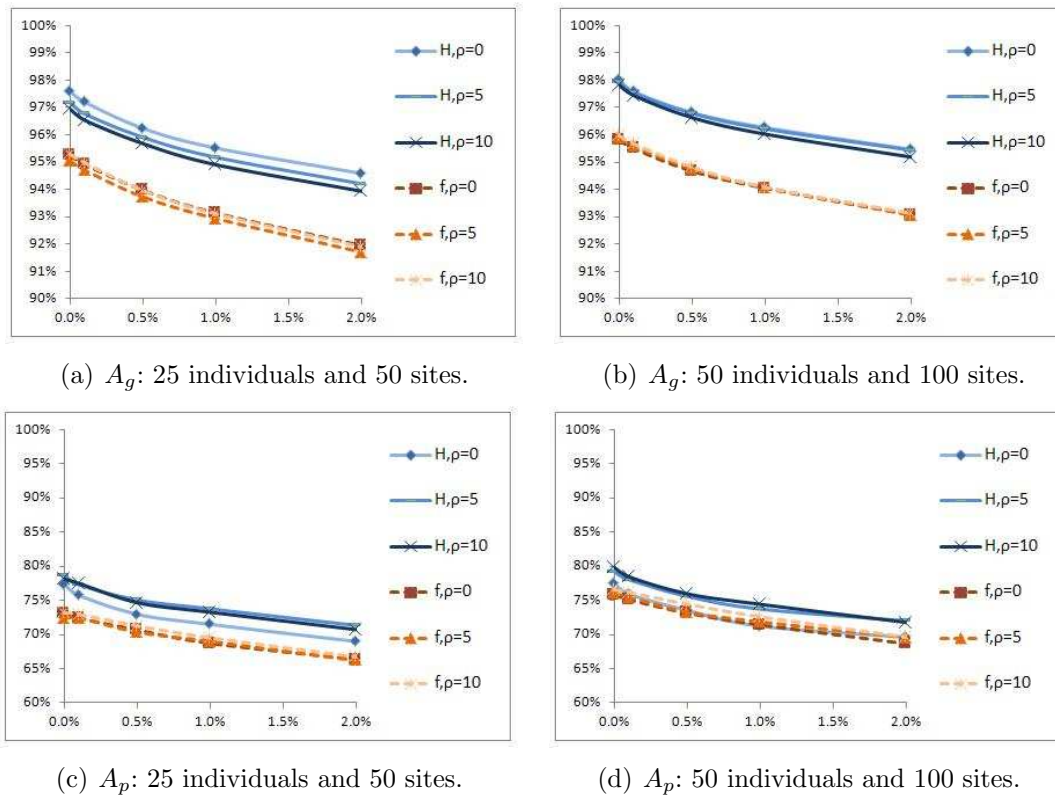 100%
99%
98%
97%
96%
95%
94%
93%
92%
91%
90%
0.0% 0.5% 1.0% 1.5% 2.0%
H,ρ=0
H,ρ=5
H,ρ=10
f,ρ=0
f,ρ=5
f,ρ=10
(a) A_g: 25 individuals and 50 sites.
100%
99%
98%
97%
96%
95%
94%
93%
92%
91%
90%
0.0% 0.5% 1.0% 1.5% 2.0%
H,ρ=0
H,ρ=5
H,ρ=10
f,ρ=0
f,ρ=5
f,ρ=10
(b) A_g: 50 individuals and 100 sites.
100%
95%
90%
85%
80%
75%
70%
65%
60%
0.0% 0.5% 1.0% 1.5% 2.0%
H,ρ=0
H,ρ=5
H,ρ=10
f,ρ=0
f,ρ=5
f,ρ=10
(c) A_p: 25 individuals and 50 sites.
100%
95%
90%
85%
80%
75%
70%
65%
60%
0.0% 0.5% 1.0% 1.5% 2.0%
H,ρ=0
H,ρ=5
H,ρ=10
f,ρ=0
f,ρ=5
f,ρ=10
(d) A_p: 50 individuals and 100 sites.